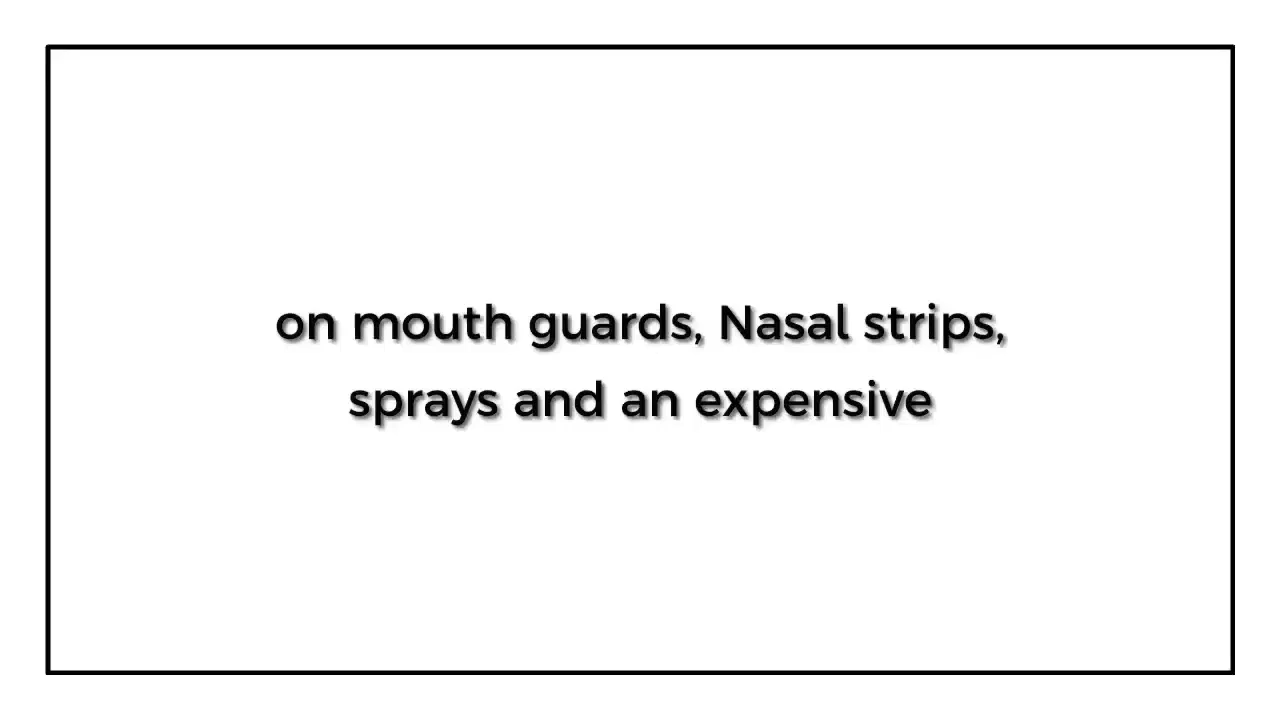 on mouth guards, Nasal strips,
sprays and an expensive